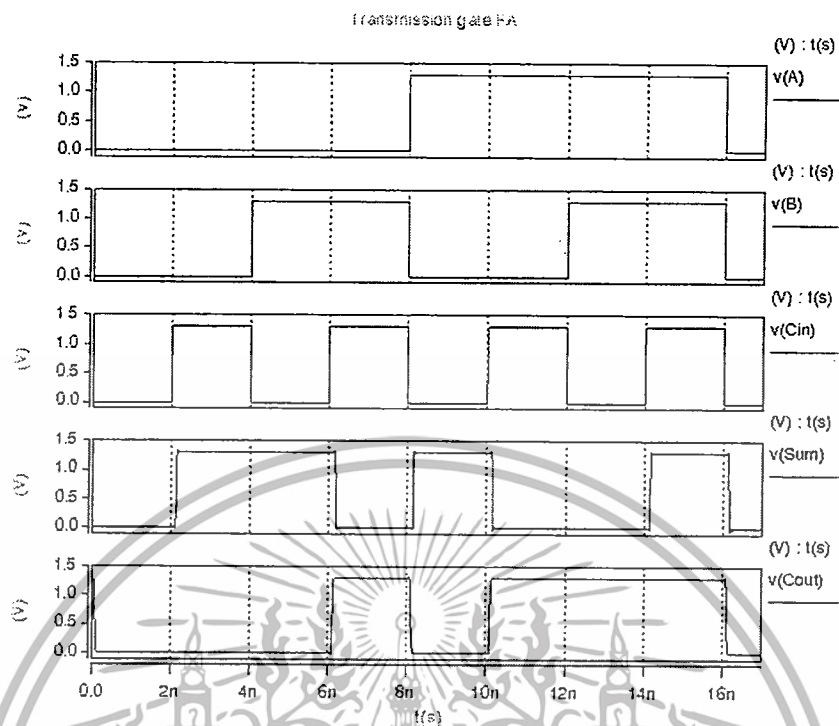 Transmission gate FA
(V) : t(s)
v(A)
(V)
1.5
1.0
0.5
0.0
(V) : t(s)
v(B)
(V)
1.5
1.0
0.5
0.0
(V) : t(s)
v(Cin)
(V)
1.5
1.0
0.5
0.0
(V) : t(s)
v(Sum)
(V)
1.5
1.0
0.5
0.0
(V) : t(s)
v(Cout)
(V)
1.5
1.0
0.5
0.0
0.0 2n 4n 6n 8n 10n 12n 14n 16n
t(s)